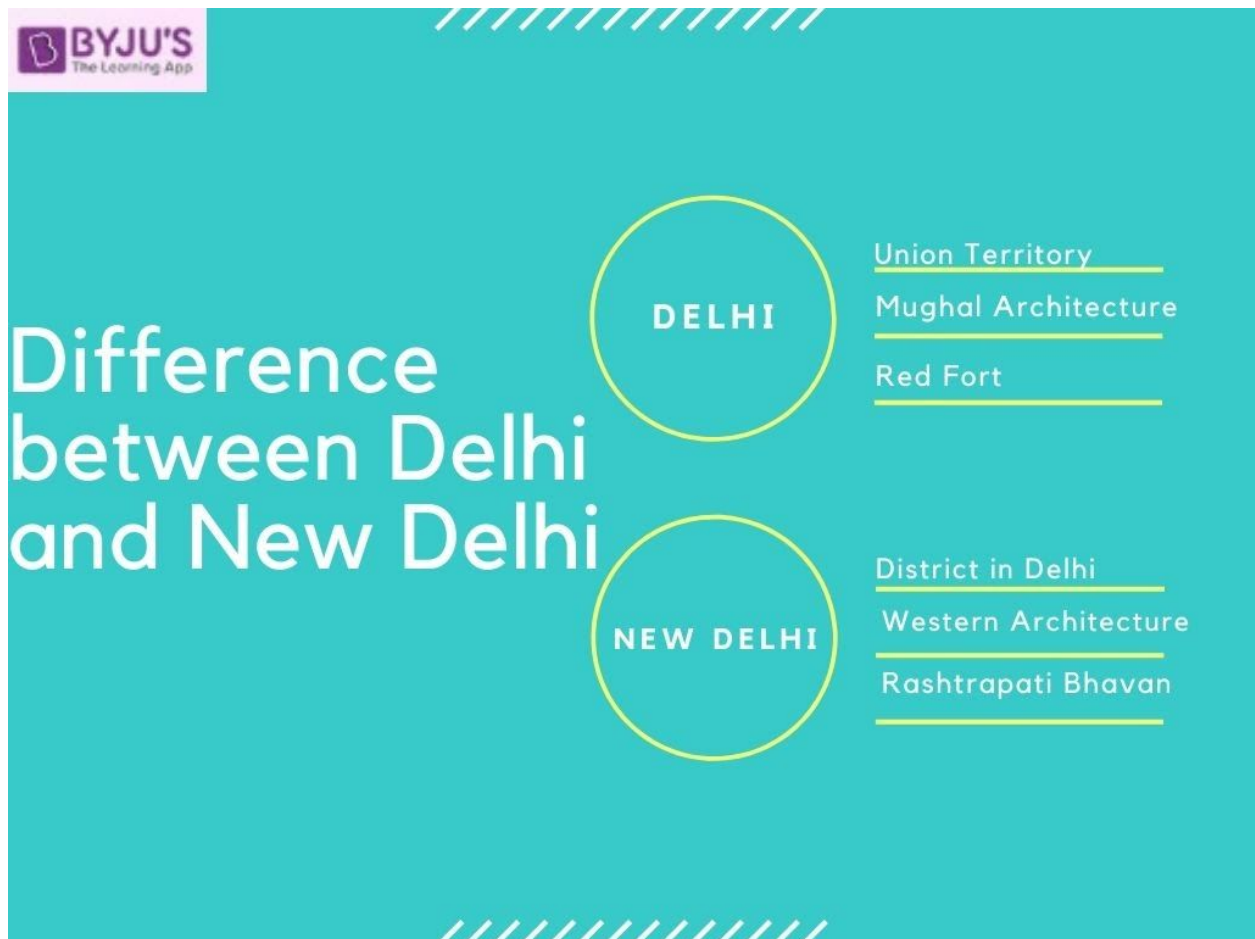 BYJU'S
The Learning App
Difference
between Delhi
and New Delhi
DELHI
Union Territory
Mughal Architecture
Red Fort
NEW DELHI
District in Delhi
Western Architecture
Rashtrapati Bhavan